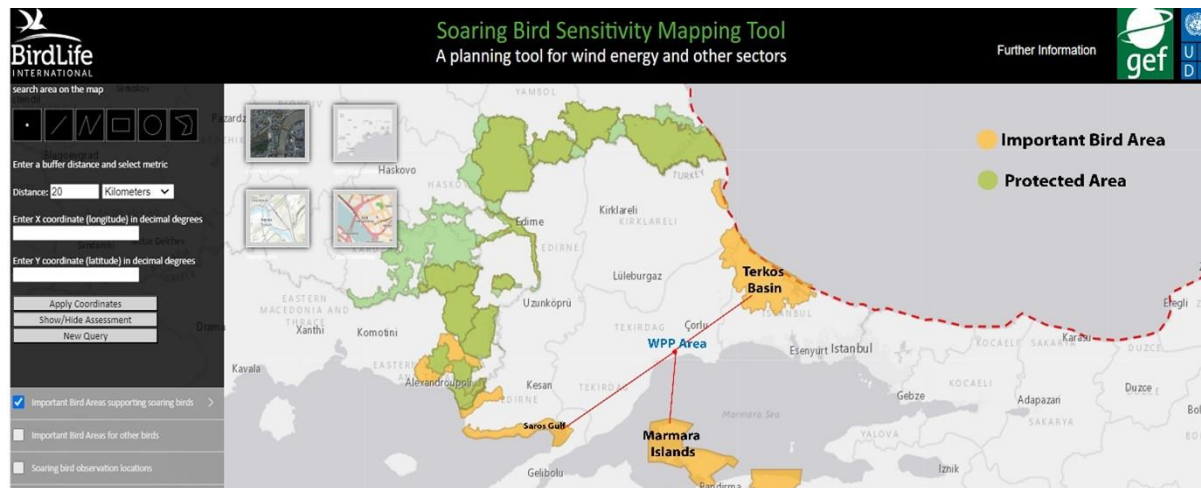 BirdLife
INTERNATIONAL
Soaring Bird Sensitivity Mapping Tool
A planning tool for wind energy and other sectors
Further Information
gef
U
D
search area on the map
Enter a buffer distance and select metric
Distance: 20 Kilometers
Enter X coordinate (longitude) in decimal degrees
Enter Y coordinate (latitude) in decimal degrees
Apply Coordinates
Show/Hide Assessment
New Query
Important Bird Areas supporting soaring birds
Important Bird Areas for other birds
Soaring bird observation locations
Important Bird Area
Protected Area
YAMBOL
Haskovo
TURKEY
Kirklareli
KIRKLARELI
Edirne
EDIRNE
Lüleburgaz
Terkos
Basin
ISTANBUL
Uzunköprü
EASTERN
MACEDONIA AND
THRACE
Xanthi
Komotini
TEKIRDAG
Çorlu
WPP Area
Esenyurt
Istanbul
Eregli
KOCAELI
SAKARYA
Karasu
DUZCE
Kavala
Alexandroupoli
Kesan
EDIRNE
TEKIRDAG
Gebze
KOCAELI
Adapazari
SAKARYA
Duzce
Saros Gulf
Marmara Sea
Marmara
Islands
YALOVA
Iznik
Gelibolu
Bandirma